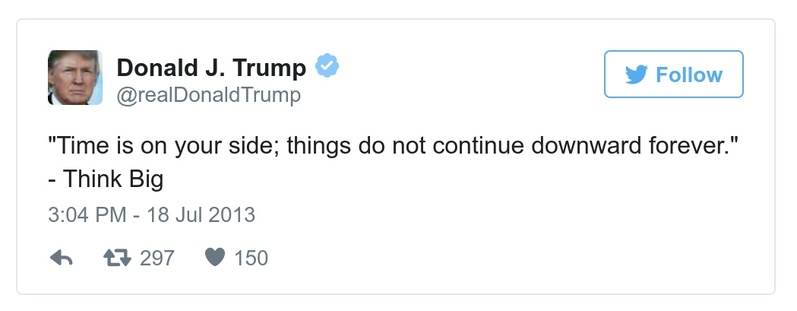 Donald J. Trump
@realDonaldTrump
Follow
"Time is on your side; things do not continue downward forever."
- Think Big
3:04 PM - 18 Jul 2013
297 150